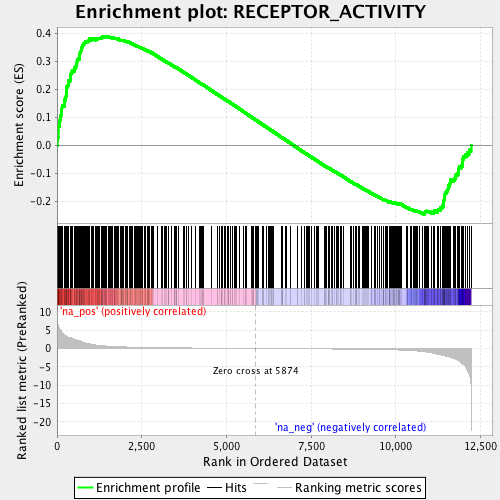 Enrichment plot: RECEPTOR_ACTIVITY
Enrichment score (ES)
0.4
0.3
0.2
0.1
0.0
-0.1
-0.2
'na_pos' (positively correlated)
Ranked list metric (PreRanked)
10
5
0
-5
-10
-15
-20
Zero cross at 5874
'na_neg' (negatively correlated)
0 2,500 5,000 7,500 10,000 12,500
Rank in Ordered Dataset
Enrichment profile Hits Ranking metric scores